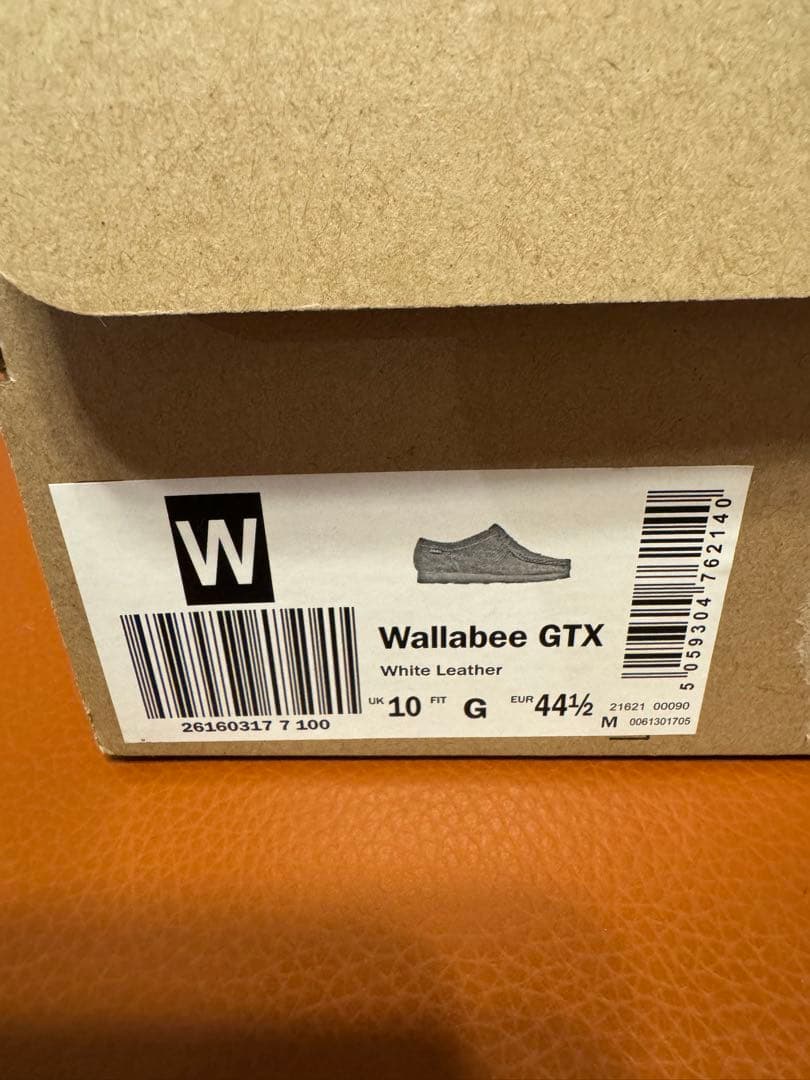 W
26160317 7 100
Wallabee GTX
White Leather
UK 10 FIT G EUR 44½
21621 00090
M 0061301705
5 059304 762140